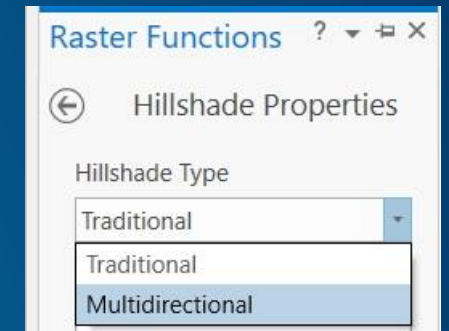 Raster Functions ?
Hillshade Properties
Hillshade Type
Traditional
Traditional
Multidirectional